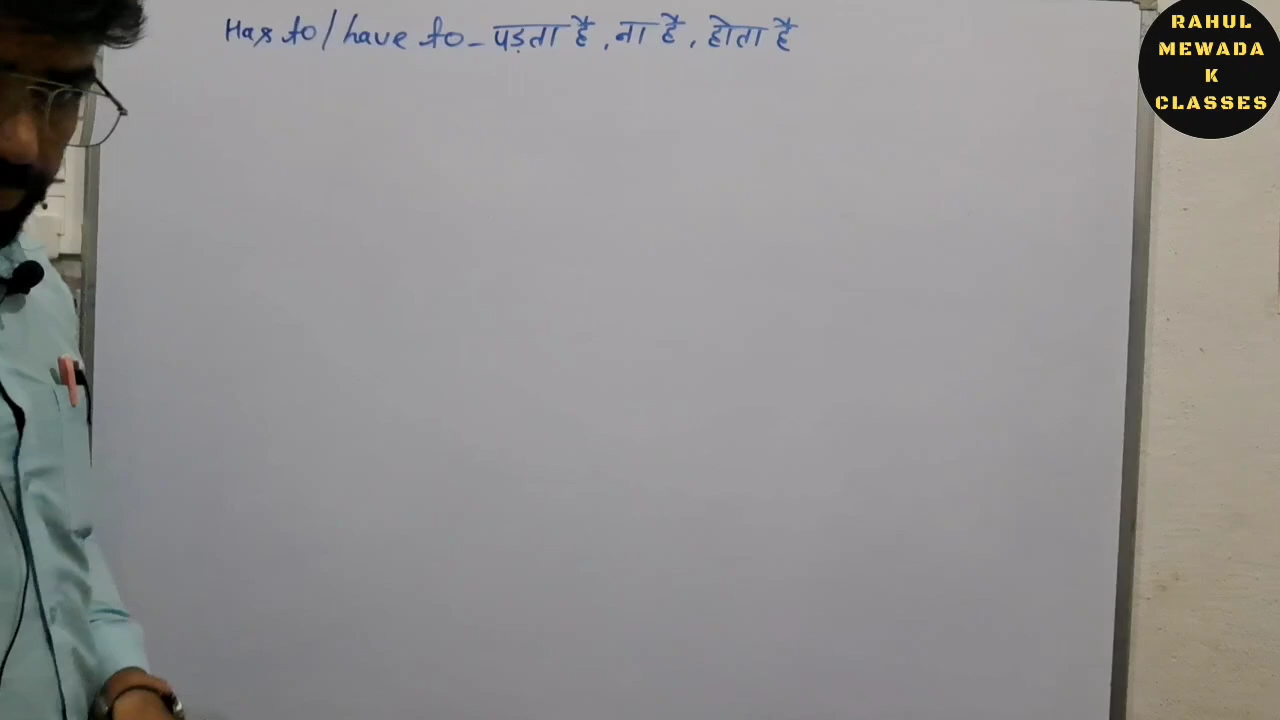 Has to / have to - पड़ता है , ना है , होता है
RAHUL
MEWADA
K
CLASSES